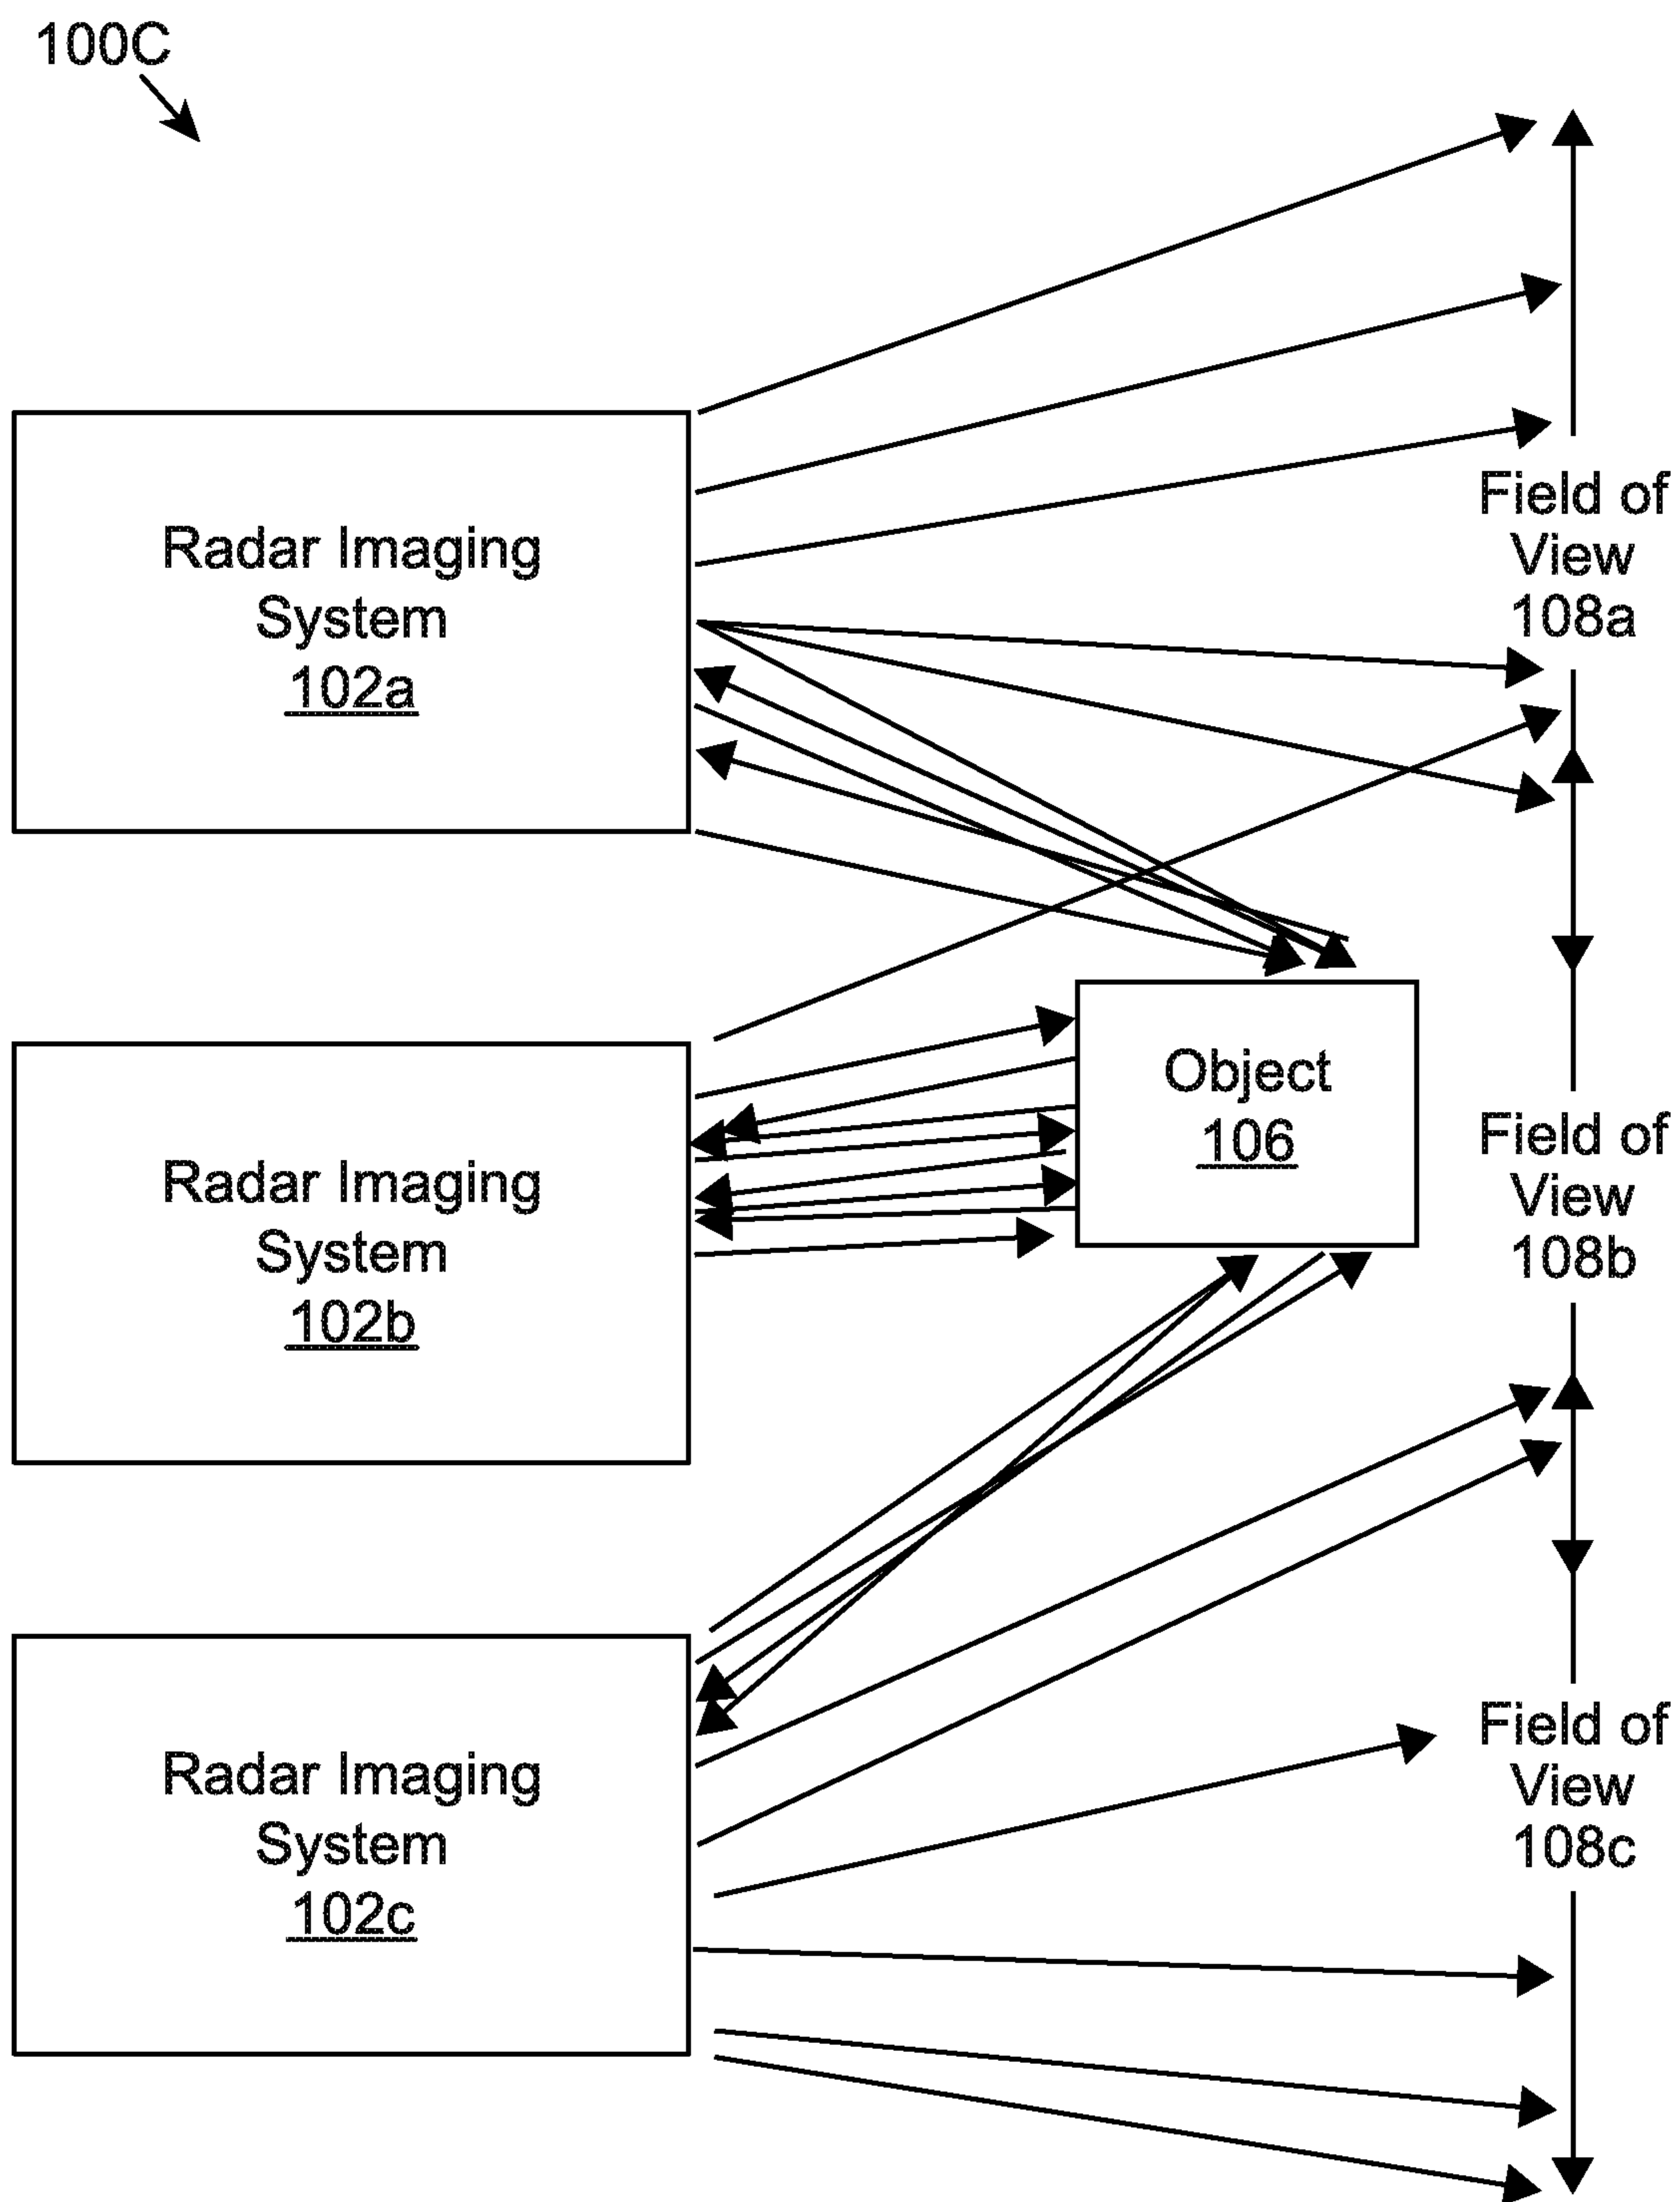 100C
Radar Imaging
System
102a
Field of
View
108a
Object
106
Radar Imaging
System
102b
Field of
View
108b
Radar Imaging
System
102c
Field of
View
108c